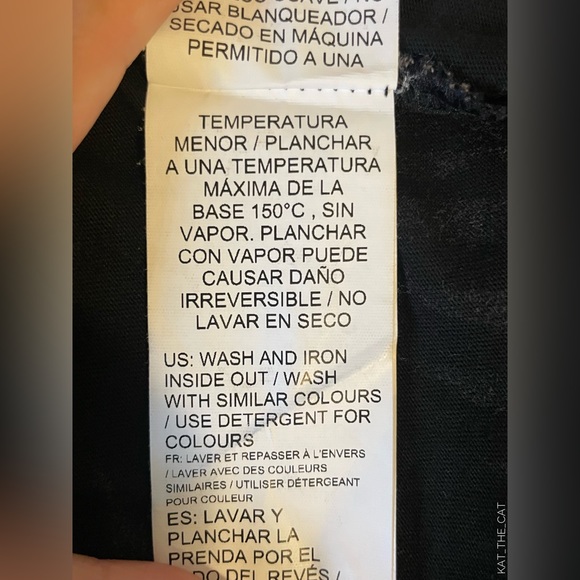 USAR BLANQUEADOR /
SECADO EN MÁQUINA
PERMITIDO A UNA
TEMPERATURA
MENOR / PLANCHAR
A UNA TEMPERATURA
MÁXIMA DE LA
BASE 150°C , SIN
VAPOR. PLANCHAR
CON VAPOR PUEDE
CAUSAR DAÑO
IRREVERSIBLE / NO
LAVAR EN SECO
US: WASH AND IRON
INSIDE OUT / WASH
WITH SIMILAR COLOURS
/ USE DETERGENT FOR
COLOURS
FR: LAVER ET REPASSER À L'ENVERS
/ LAVER AVEC DES COULEURS
SIMILAIRES / UTILISER DÉTERGEANT
POUR COULEUR
ES: LAVAR Y
PLANCHAR LA
PRENDA POR EL
DEL REVÉS /
KAT_THE_CAT